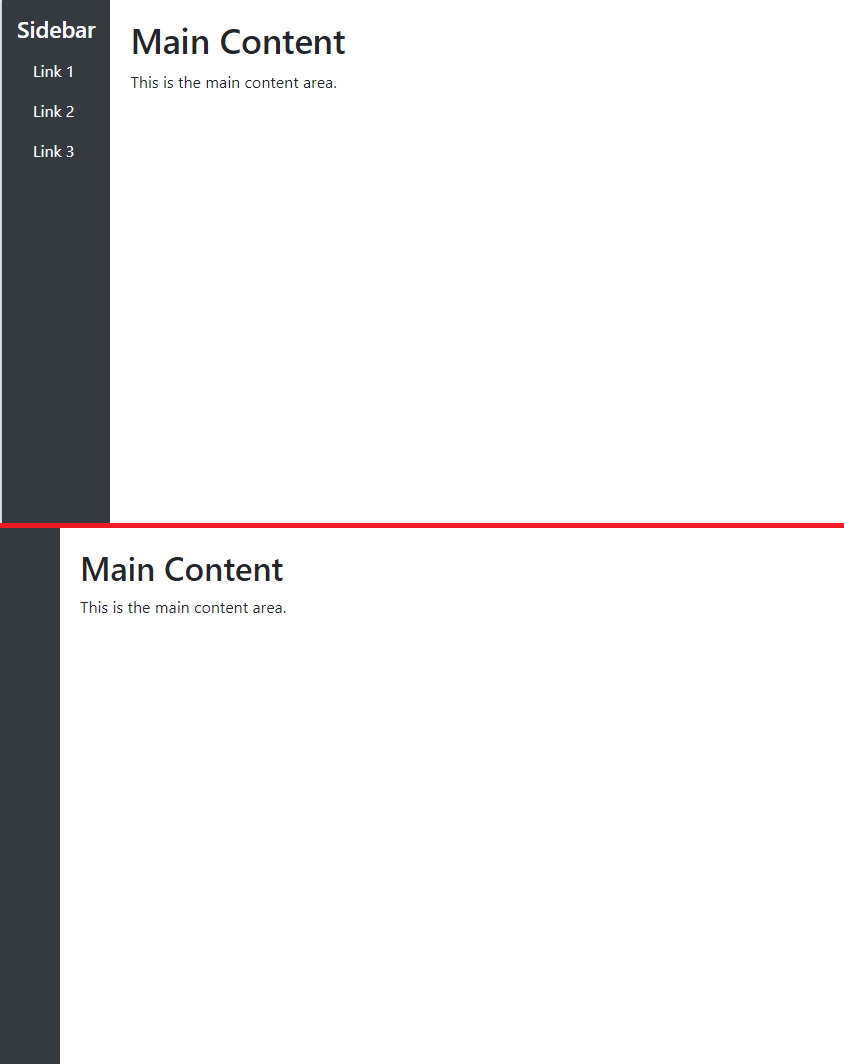 Sidebar
Link 1
Link 2
Link 3
Main Content
This is the main content area.
Main Content
This is the main content area.